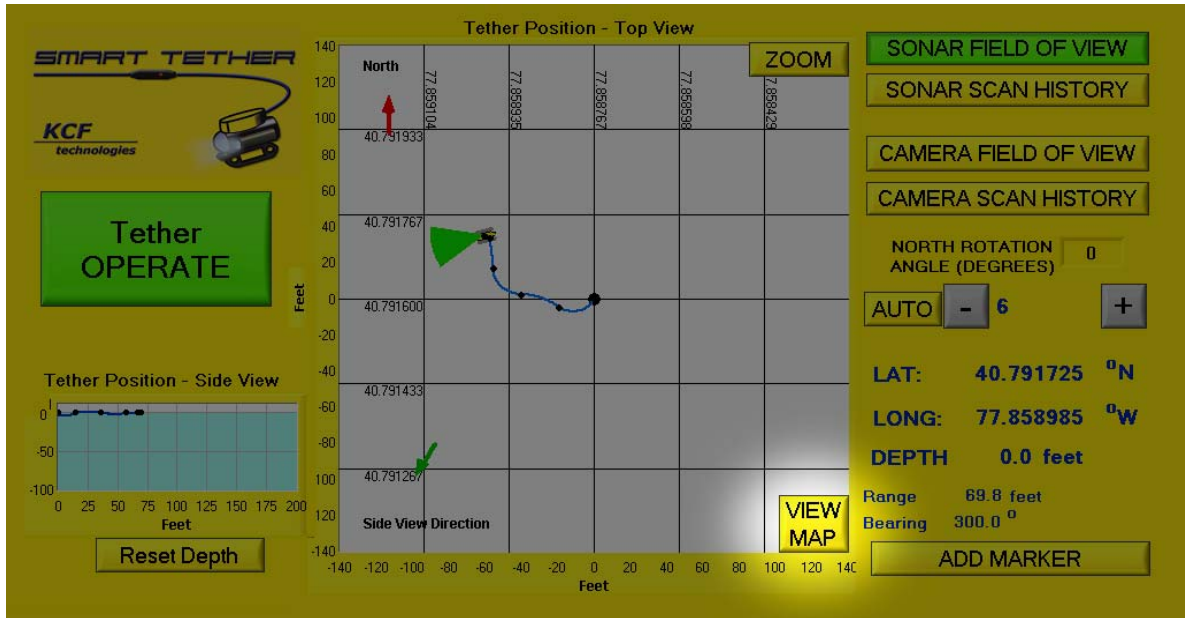 SMART TETHER
KCF
technologies
Tether
OPERATE
Tether Position - Side View
0
-50
-100
0 25 50 75 100 125 150 175 200
Feet
Reset Depth
Tether Position - Top View
140
120
100
80
60
40
20
0
-20
-40
-60
-80
100
120
-140
Feet
-140 -120 -100 -80 -60 -40 -20 0 20 40 60 80 100 120 140
Feet
North
77.859104
77.858935
77.858767
77.858598
7.858429
40.791933
40.791767
40.791600
40.791433
40.791267
Side View Direction
ZOOM
VIEW
MAP
SONAR FIELD OF VIEW
SONAR SCAN HISTORY
CAMERA FIELD OF VIEW
CAMERA SCAN HISTORY
NORTH ROTATION
ANGLE (DEGREES) 0
AUTO - 6 +
LAT: 40.791725 °N
LONG: 77.858985 °W
DEPTH 0.0 feet
Range 69.8 feet
Bearing 300.0 °
ADD MARKER